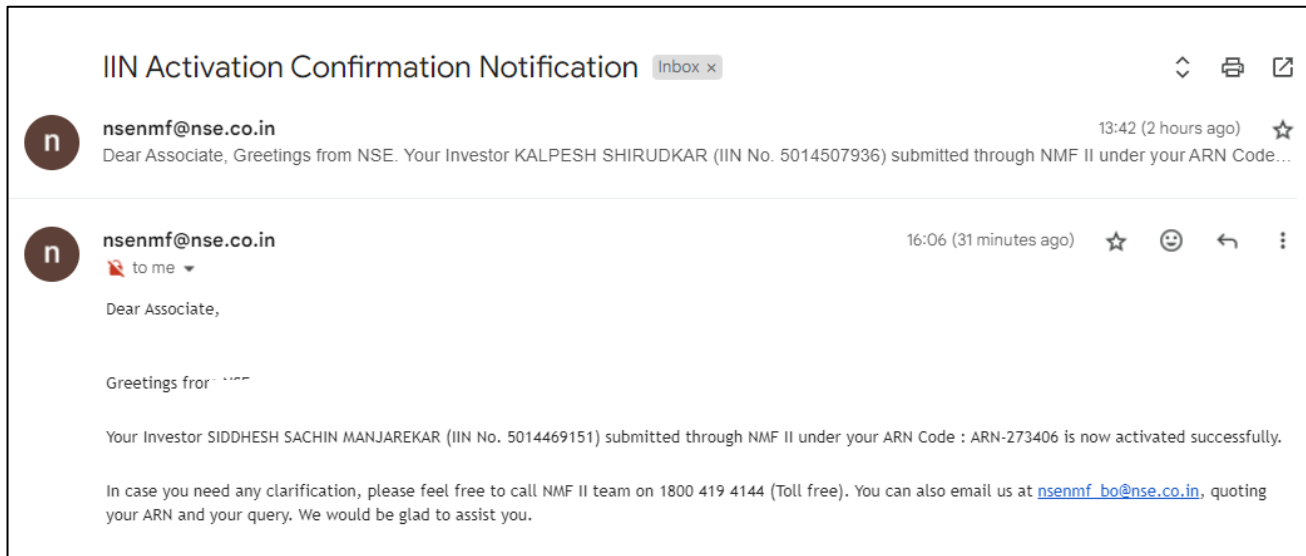 IIN Activation Confirmation Notification Inbox ×
n
nsenmf@nse.co.in 13:42 (2 hours ago)
Dear Associate, Greetings from NSE. Your Investor KALPESH SHIRUDKAR (IIN No. 5014507936) submitted through NMF II under your ARN Code...
n
nsenmf@nse.co.in 16:06 (31 minutes ago)
to me
Dear Associate,
Greetings
Your Investor SIDDHESH SACHIN MANJAREKAR (IIN No. 5014469151) submitted through NMF II under your ARN Code : ARN-273406 is now activated successfully.
In case you need any clarification, please feel free to call NMF II team on 1800 419 4144 (Toll free). You can also email us at nsenmf_bo@nse.co.in, quoting
your ARN and your query. We would be glad to assist you.